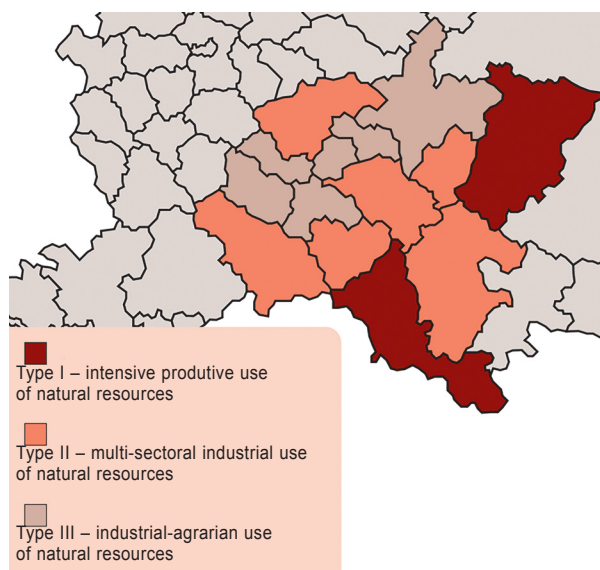 Type I – intensive produtive use
of natural resources
Type II – multi-sectoral industrial use
of natural resources
Type III – industrial-agrarian use
of natural resources